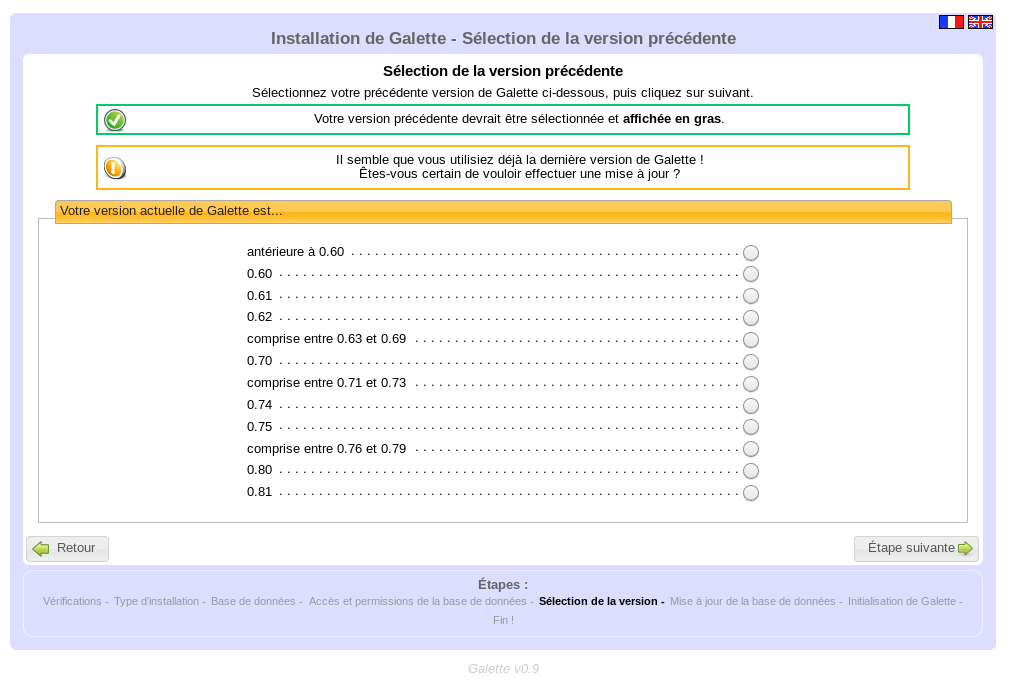 Installation de Galette - Sélection de la version précédente
Sélection de la version précédente
Sélectionnez votre précédente version de Galette ci-dessous, puis cliquez sur suivant.
Votre version précédente devrait être sélectionnée et affichée en gras.
Il semble que vous utilisiez déjà la dernière version de Galette !
Êtes-vous certain de vouloir effectuer une mise à jour ?
Votre version actuelle de Galette est...
antérieure à 0.60
0.60
0.61
0.62
comprise entre 0.63 et 0.69
0.70
comprise entre 0.71 et 0.73
0.74
0.75
comprise entre 0.76 et 0.79
0.80
0.81
Retour
Étape suivante
Étapes :
Vérifications - Type d'installation - Base de données - Accès et permissions de la base de données - Sélection de la version - Mise à jour de la base de données - Initialisation de Galette -
Fin !
Galette v0.9